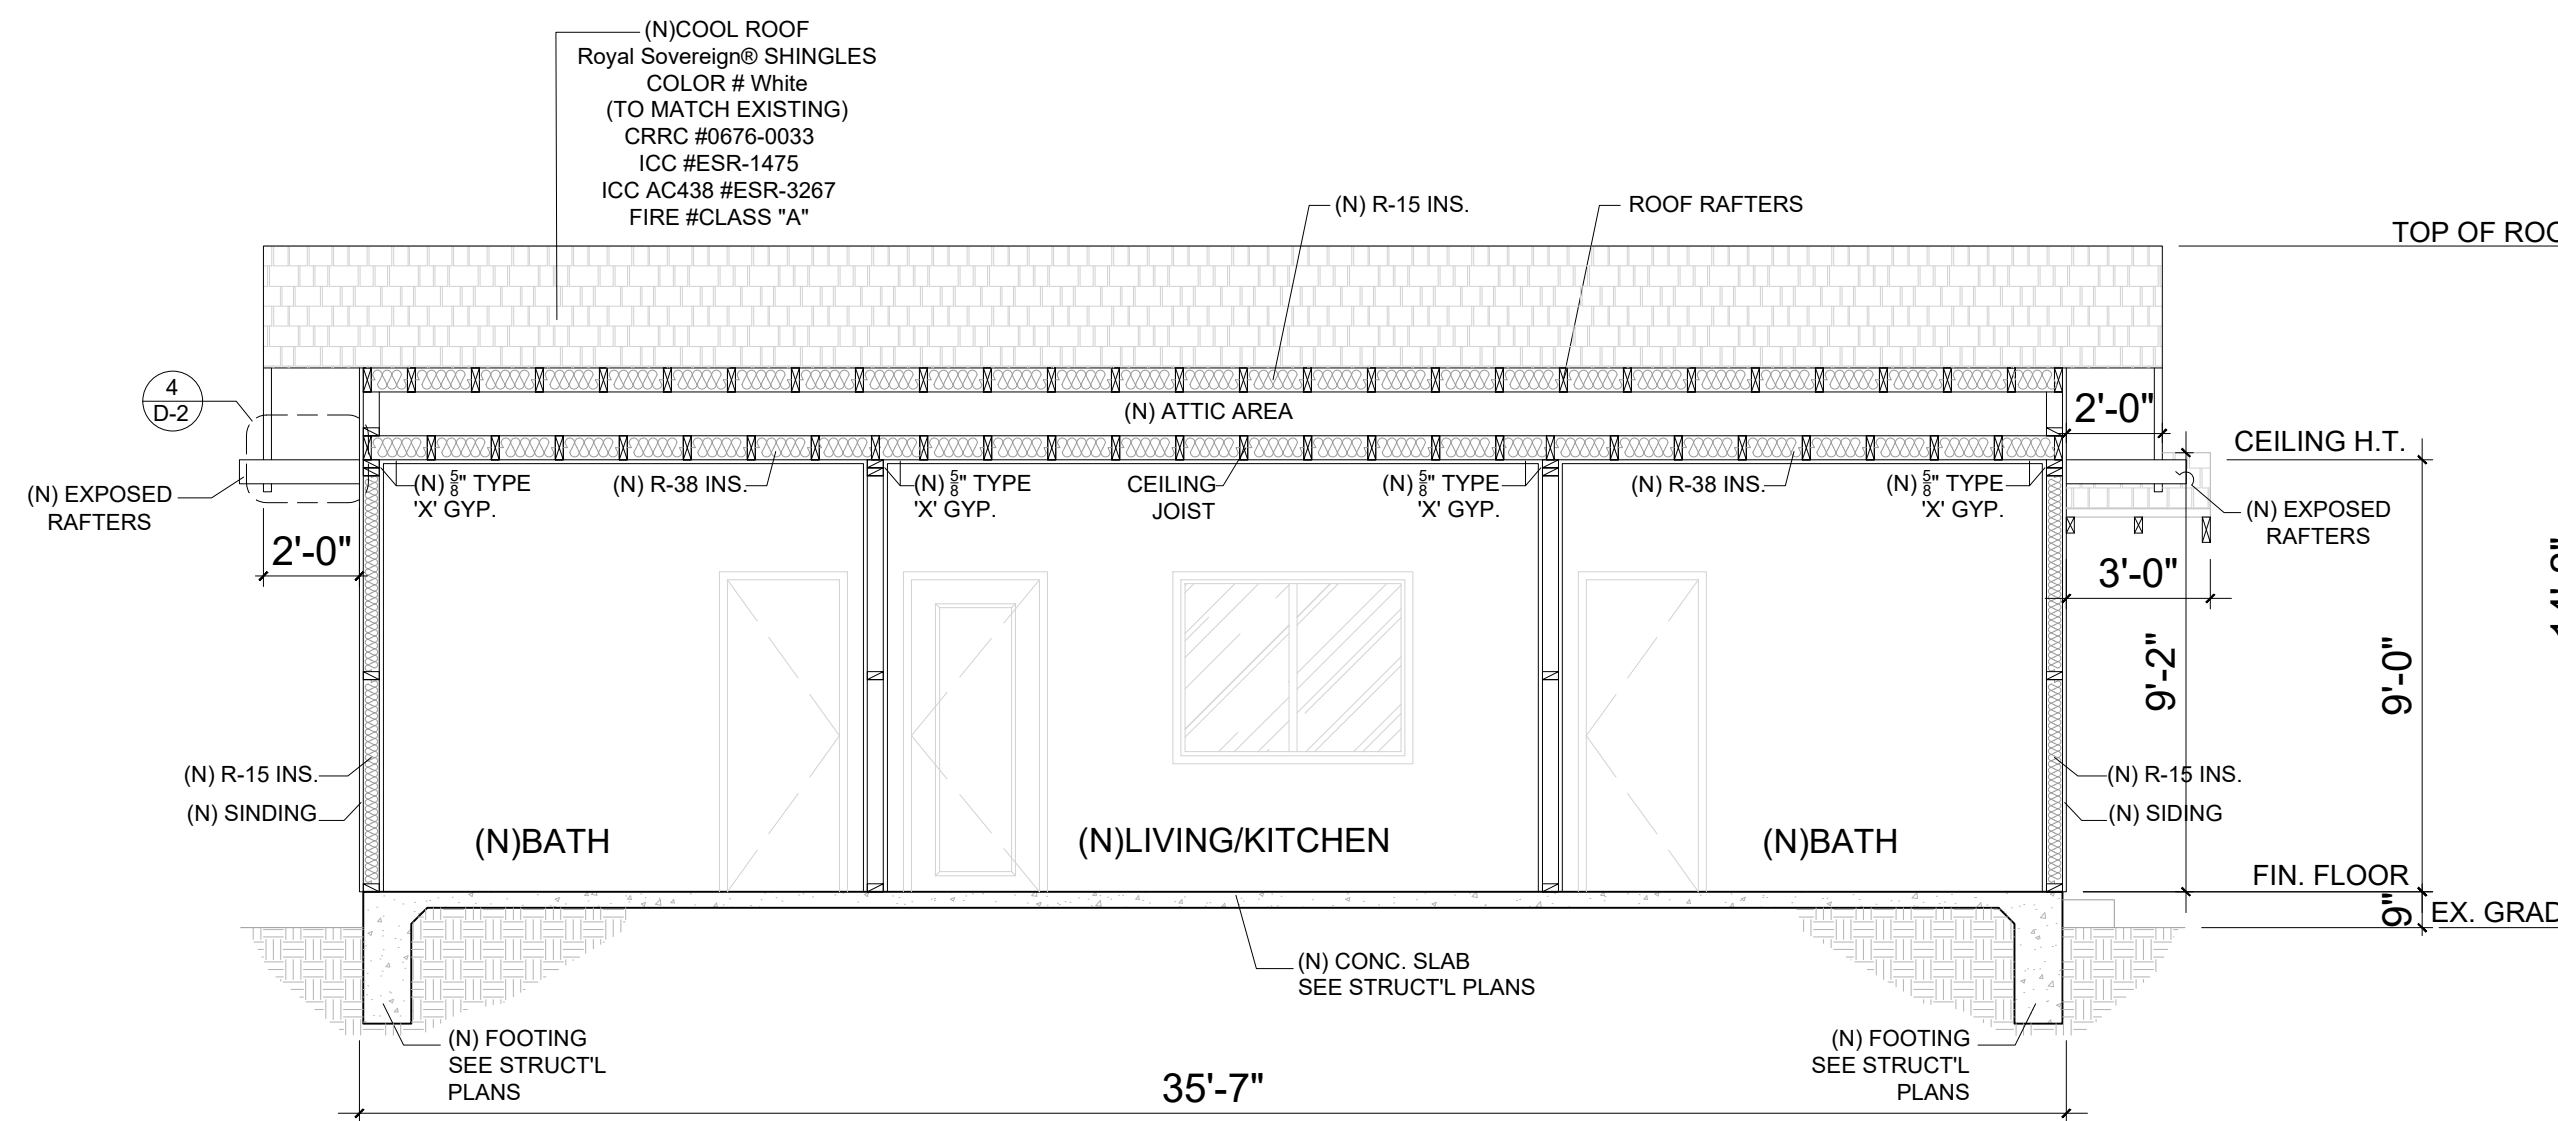 (N)COOL ROOF
Royal Sovereign® SHINGLES
COLOR # White
(TO MATCH EXISTING)
CRRC #0676-0033
ICC #ESR-1475
ICC AC438 #ESR-3267
FIRE #CLASS "A"
(N) R-15 INS.
ROOF RAFTERS
TOP OF ROO
4
D-2
(N) ATTIC AREA
2'-0"
CEILING H.T.
(N) EXPOSED
RAFTERS
(N) 5/8" TYPE
'X' GYP.
(N) R-38 INS.
(N) 5/8" TYPE
'X' GYP.
CEILING
JOIST
(N) 5/8" TYPE
'X' GYP.
(N) R-38 INS.
(N) 5/8" TYPE
'X' GYP.
(N) EXPOSED
RAFTERS
2'-0"
3'-0"
9'-2"
9'-0"
(N) R-15 INS.
(N) SINDING
(N) R-15 INS.
(N) SIDING
(N)BATH
(N)LIVING/KITCHEN
(N)BATH
FIN. FLOOR
9"
EX. GRAD
(N) CONC. SLAB
SEE STRUCT'L PLANS
(N) FOOTING
SEE STRUCT'L
PLANS
(N) FOOTING
SEE STRUCT'L
PLANS
35'-7"